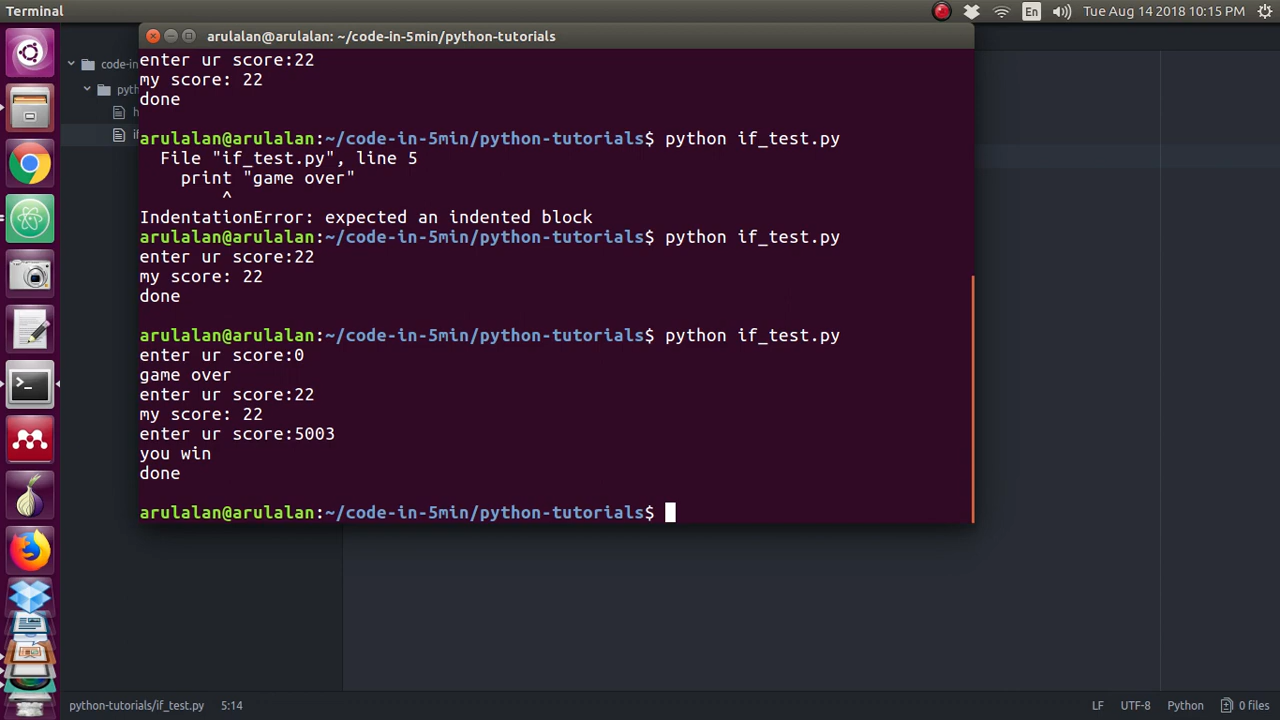 Terminal
En
Tue Aug 14 2018 10:15 PM
arulalan@arulalan: ~/code-in-5min/python-tutorials
code-in
pyth
h
if
enter ur score:22
my score: 22
done
arulalan@arulalan:~/code-in-5min/python-tutorials$ python if_test.py
File "if_test.py", line 5
print "game over"
^
IndentationError: expected an indented block
arulalan@arulalan:~/code-in-5min/python-tutorials$ python if_test.py
enter ur score:22
my score: 22
done
arulalan@arulalan:~/code-in-5min/python-tutorials$ python if_test.py
enter ur score:0
game over
enter ur score:22
my score: 22
enter ur score:5003
you win
done
arulalan@arulalan:~/code-in-5min/python-tutorials$
python-tutorials/if_test.py 5:14
LF UTF-8 Python 0 files